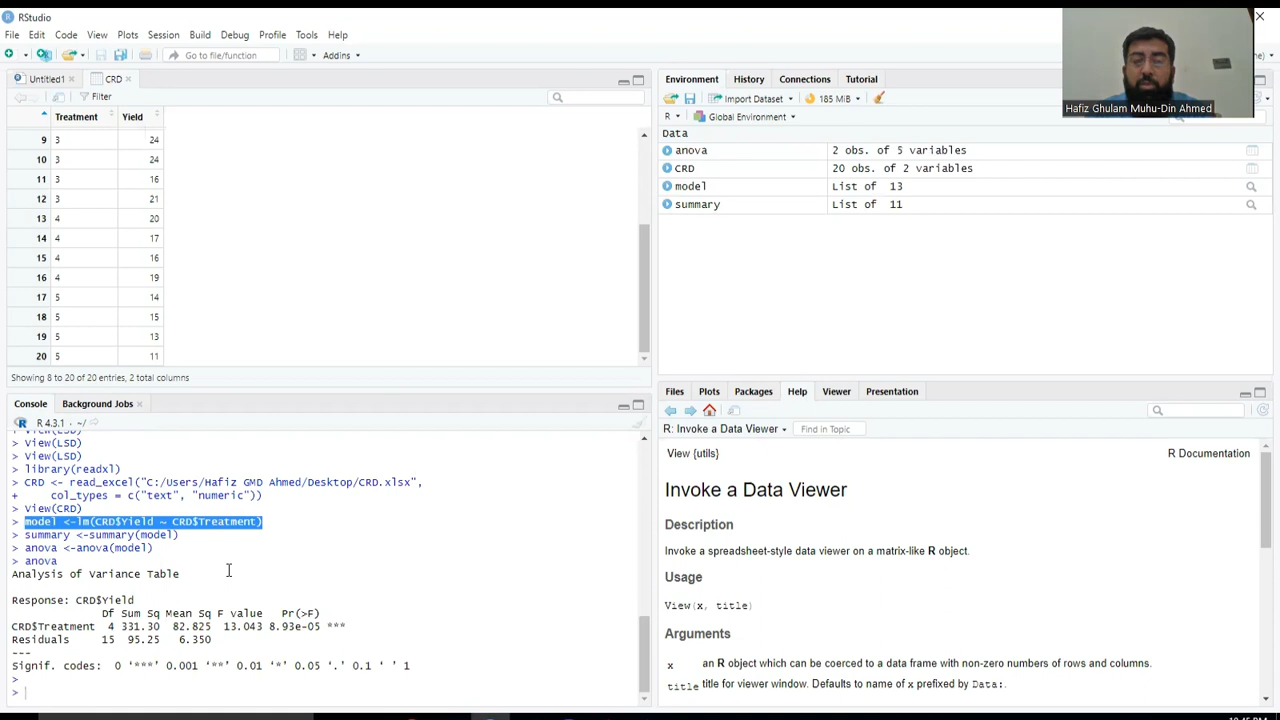 RStudio
File Edit Code View Plots Session Build Debug Profile Tools Help
Go to file/function Addins
Hafiz Ghulam Muhu-Din Ahmed
Untitled1 CRD
Filter
Treatment Yield
9 3 24
10 3 24
11 3 16
12 3 21
13 4 20
14 4 17
15 4 16
16 4 19
17 5 14
18 5 15
19 5 13
20 5 11
Showing 8 to 20 of 20 entries, 2 total columns
Console Background Jobs
R 4.3.1 · ~/
> View(LSD)
> View(LSD)
> library(readxl)
> CRD <- read_excel("C:/Users/Hafiz GMD Ahmed/Desktop/CRD.xlsx",
+ col_types = c("text", "numeric"))
> View(CRD)
> model <-lm(CRD$Yield ~ CRD$Treatment)
> summary <-summary(model)
> anova <-anova(model)
> anova
Analysis of Variance Table
Response: CRD$Yield
Df Sum Sq Mean Sq F value Pr(>F)
CRD$Treatment 4 331.30 82.825 13.043 8.93e-05 ***
Residuals 15 95.25 6.350
---
Signif. codes: 0 ‘***’ 0.001 ‘**’ 0.01 ‘*’ 0.05 ‘.’ 0.1 ‘ ’ 1
>
>
Environment History Connections Tutorial
Import Dataset 185 MiB
R Global Environment
Data
anova 2 obs. of 5 variables
CRD 20 obs. of 2 variables
model List of 13
summary List of 11
Files Plots Packages Help Viewer Presentation
R: Invoke a Data Viewer Find in Topic
View {utils} R Documentation
Invoke a Data Viewer
Description
Invoke a spreadsheet-style data viewer on a matrix-like R object.
Usage
View(x, title)
Arguments
x an R object which can be coerced to a data frame with non-zero numbers of rows and columns.
title title for viewer window. Defaults to name of x prefixed by Data:.